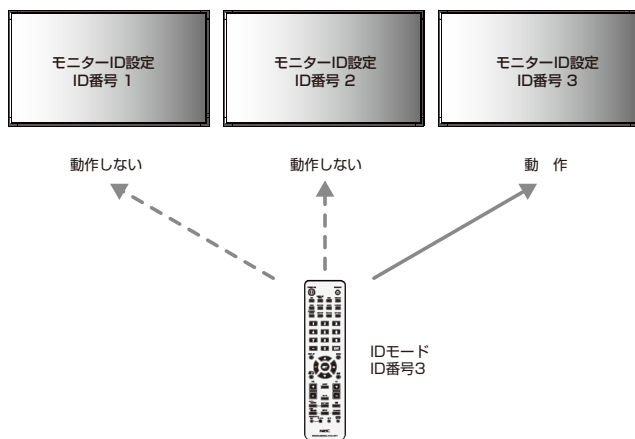 モニターID設定
ID番号 1
モニターID設定
ID番号 2
モニターID設定
ID番号 3
動作しない
動作しない
動　作
IDモード
ID番号3
NEC